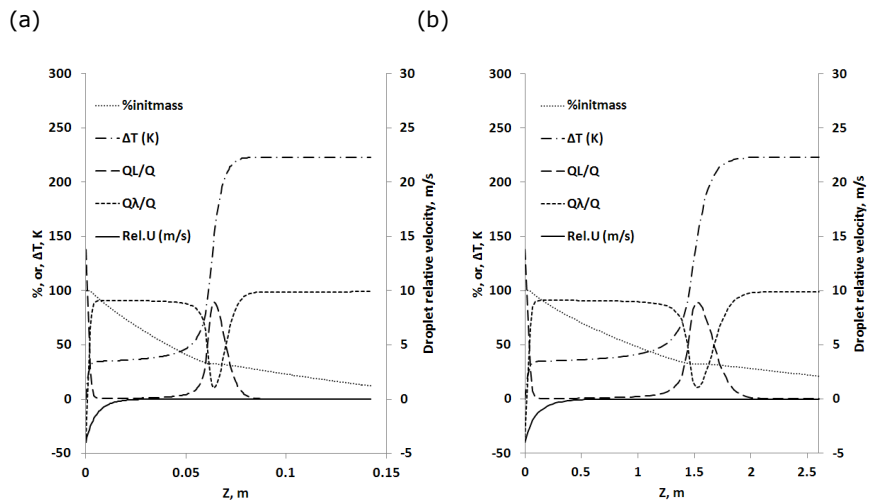 (a)
(b)
300
250
200
150
100
50
0
-50
%, or, ΔT, K
%initmass
ΔT (K)
QL/Q
Qλ/Q
Rel.U (m/s)
30
25
20
15
10
5
0
-5
Droplet relative velocity, m/s
0
0.05
0.1
0.15
Z, m
300
250
200
150
100
50
0
-50
%, or, ΔT, K
%initmass
ΔT (K)
QL/Q
Qλ/Q
Rel.U (m/s)
30
25
20
15
10
5
0
-5
Droplet relative velocity, m/s
0
0.5
1
1.5
2
2.5
Z, m